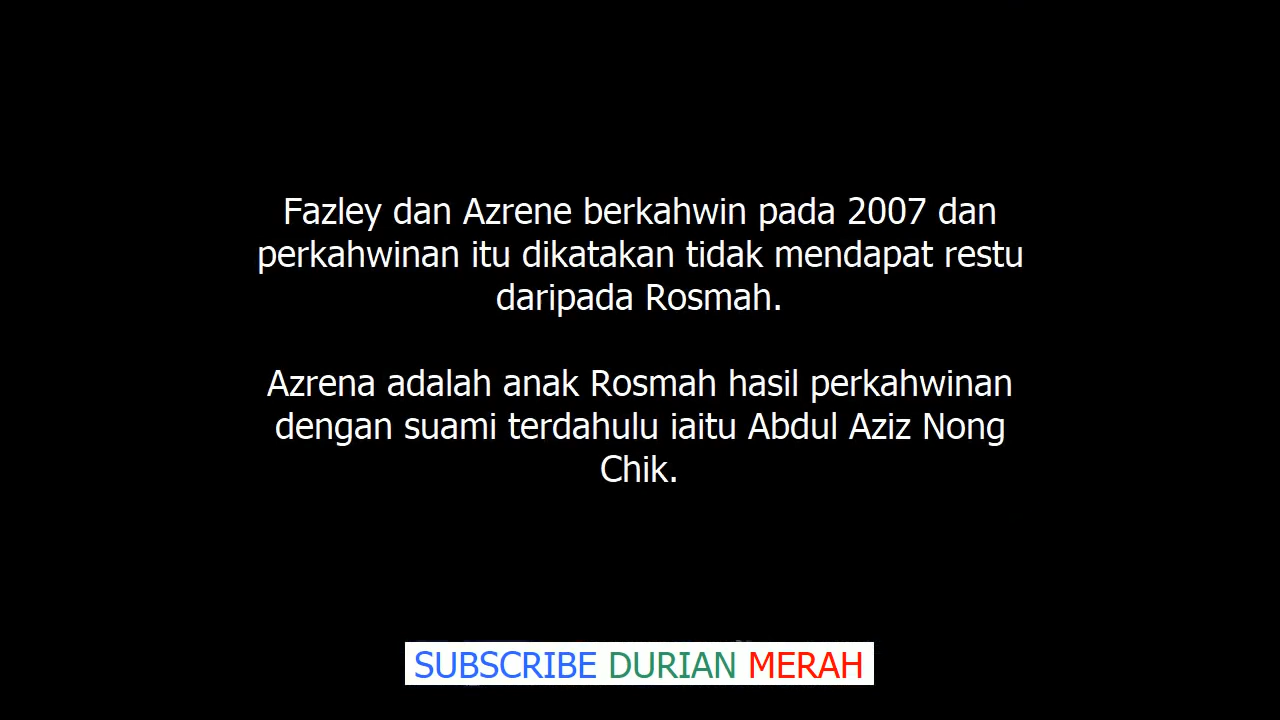 Fazley dan Azrene berkahwin pada 2007 dan
perkahwinan itu dikatakan tidak mendapat restu
daripada Rosmah.
Azrena adalah anak Rosmah hasil perkahwinan
dengan suami terdahulu iaitu Abdul Aziz Nong
Chik.
SUBSCRIBE DURIAN MERAH